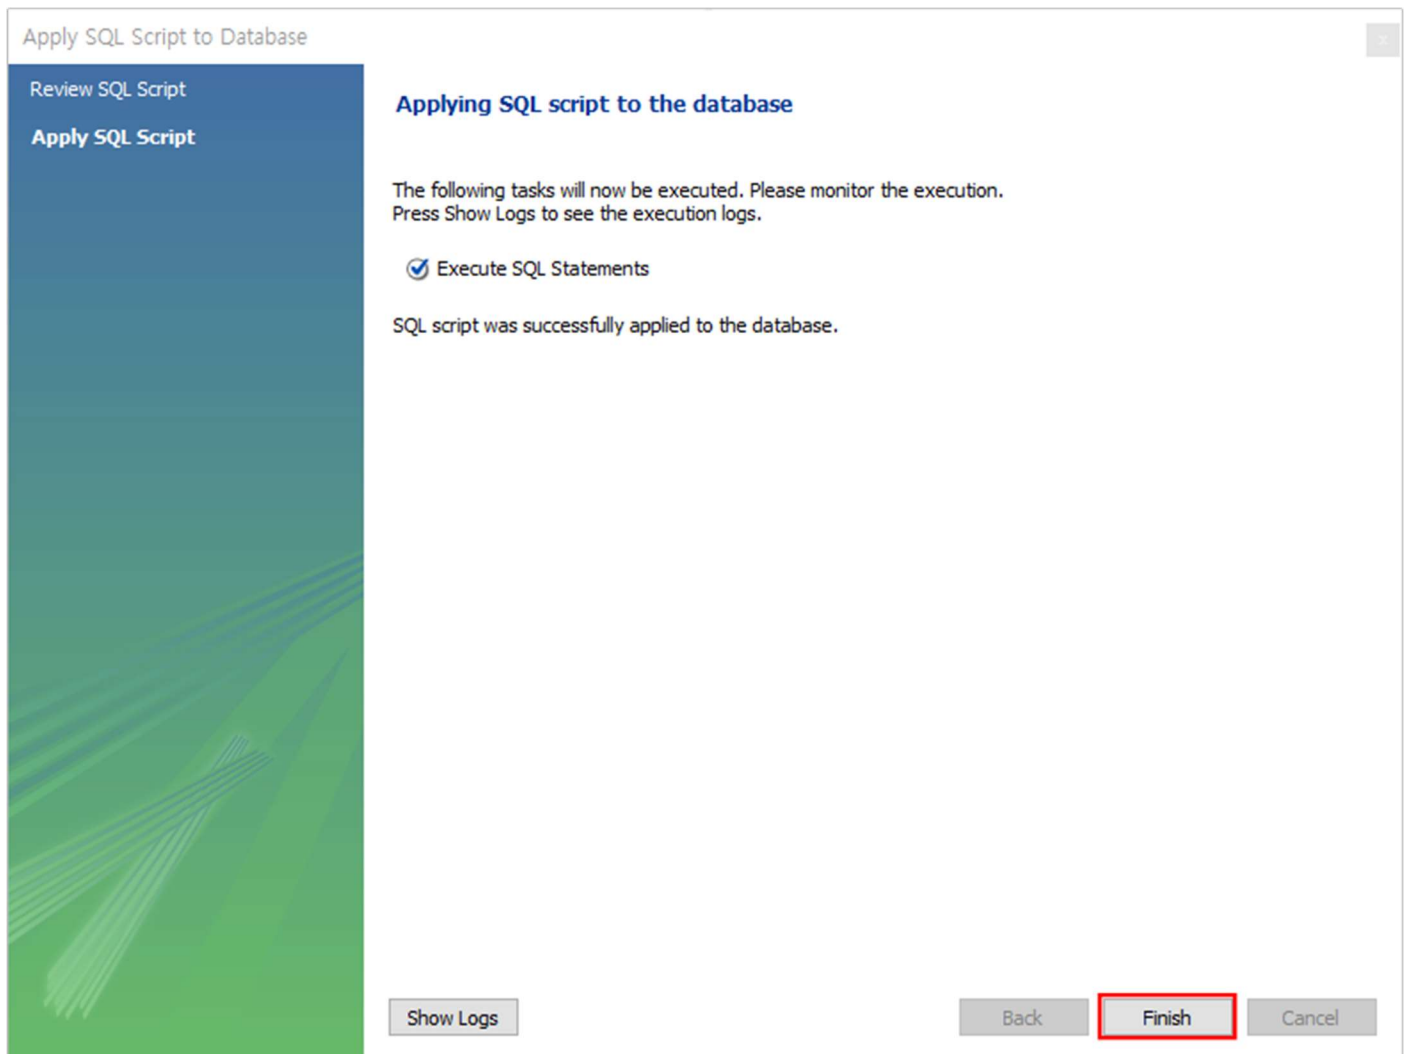 Apply SQL Script to Database
x
Review SQL Script
Apply SQL Script
Applying SQL script to the database
The following tasks will now be executed. Please monitor the execution.
Press Show Logs to see the execution logs.
Execute SQL Statements
SQL script was successfully applied to the database.
Show Logs
Back
Finish
Cancel